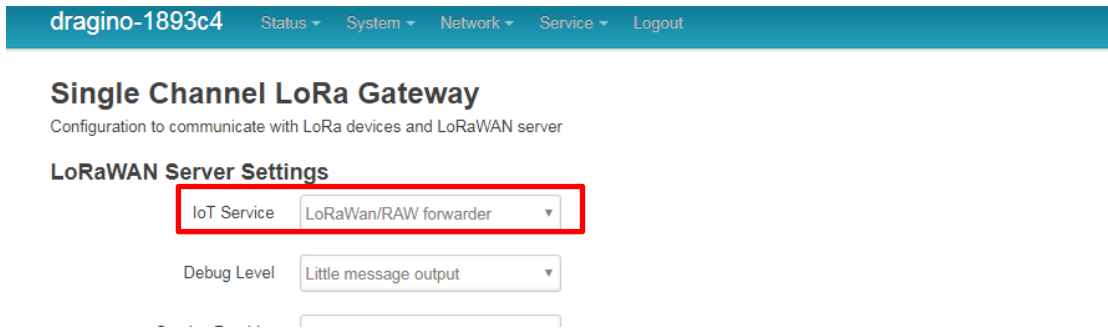 dragino-1893c4 Status System Network Service Logout
Single Channel LoRa Gateway
Configuration to communicate with LoRa devices and LoRaWAN server
LoRaWAN Server Settings
IoT Service LoRaWan/RAW forwarder
Debug Level Little message output